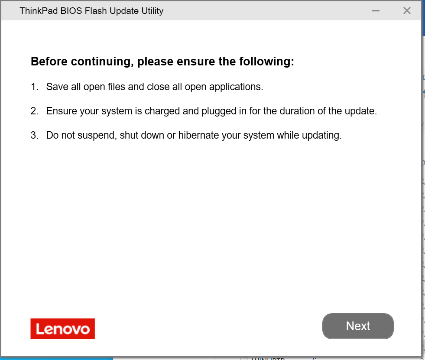 ThinkPad BIOS Flash Update Utility
Before continuing, please ensure the following:
1. Save all open files and close all open applications.
2. Ensure your system is charged and plugged in for the duration of the update.
3. Do not suspend, shut down or hibernate your system while updating.
Lenovo
Next